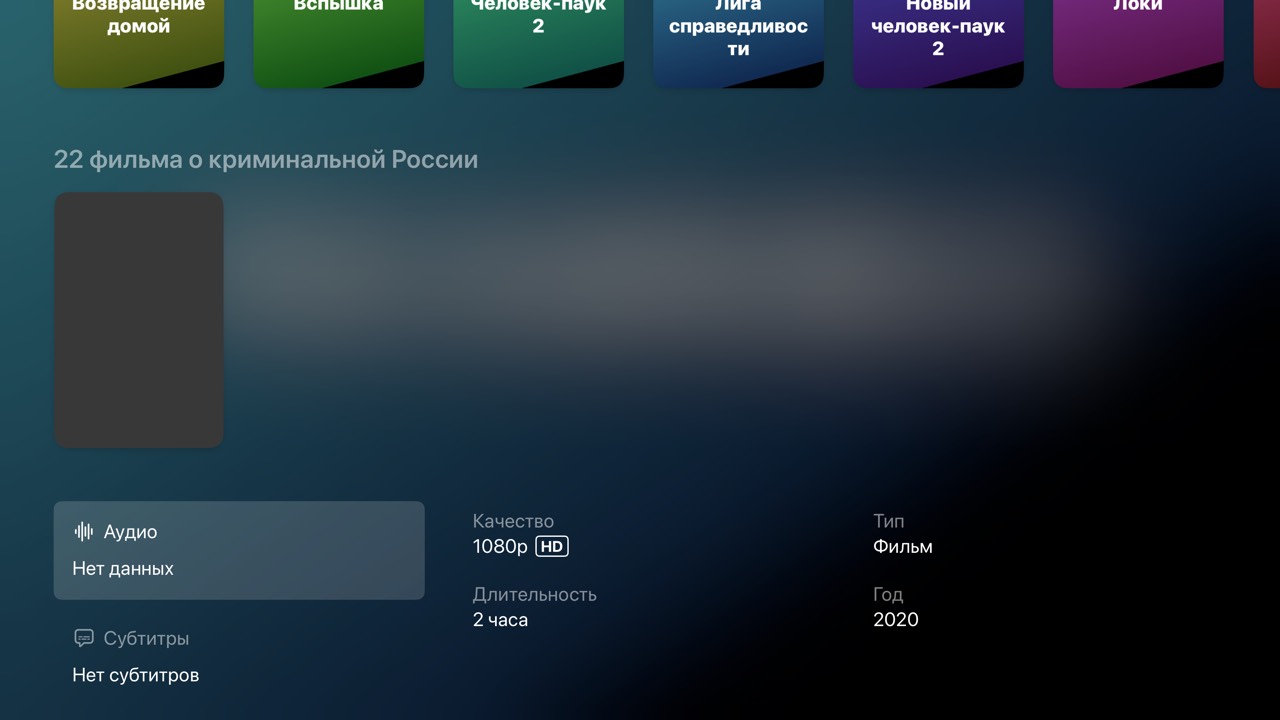 Возвращение
домой
Вспышка
Человек-паук
2
Лига
справедливос
ти
Новый
человек-паук
2
Локи
22 фильма о криминальной России
Аудио
Нет данных
Субтитры
Нет субтитров
Качество
1080p HD
Длительность
2 часа
Тип
Фильм
Год
2020